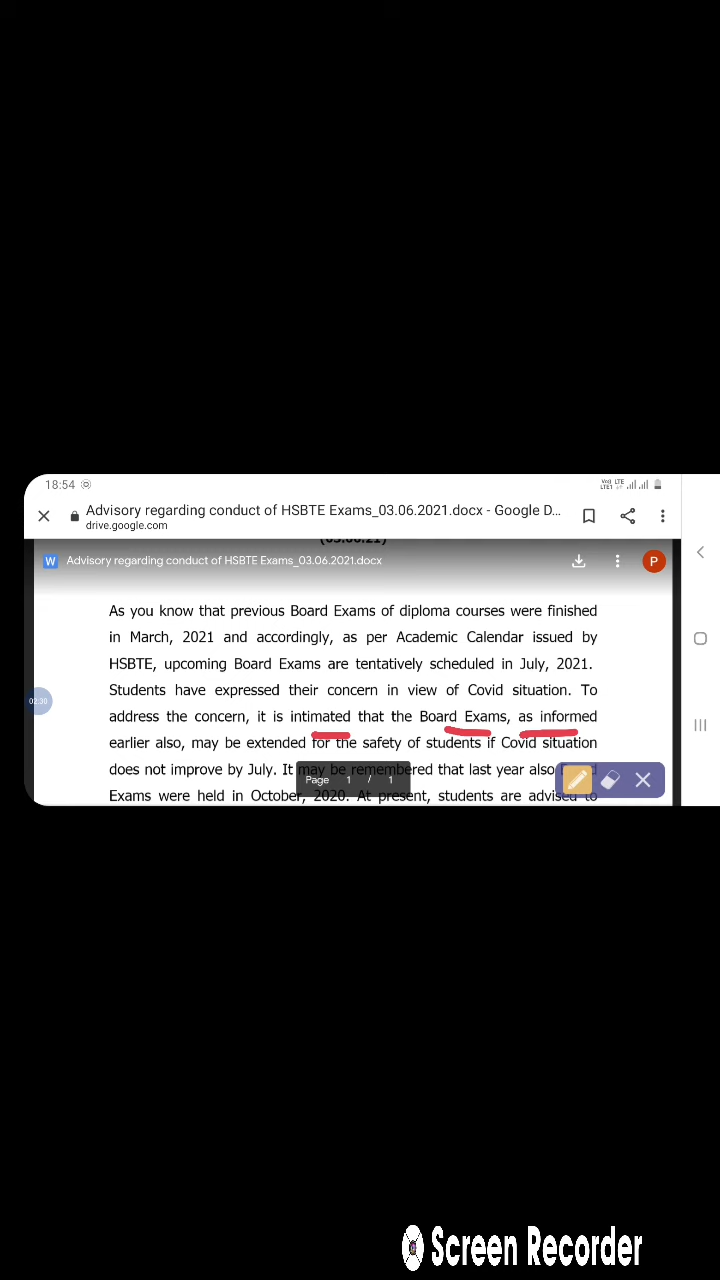 18:54
Advisory regarding conduct of HSBTE Exams_03.06.2021.docx - Google D...
drive.google.com
(03.06.21)
W Advisory regarding conduct of HSBTE Exams_03.06.2021.docx P
As you know that previous Board Exams of diploma courses were finished
in March, 2021 and accordingly, as per Academic Calendar issued by
HSBTE, upcoming Board Exams are tentatively scheduled in July, 2021.
Students have expressed their concern in view of Covid situation. To
02:00
address the concern, it is intimated that the Board Exams, as informed
earlier also, may be extended for the safety of students if Covid situation
does not improve by July. It may be remembered that last year also
Page 1 / 1
Exams were held in October, 2020. At present, students are advised to
Screen Recorder